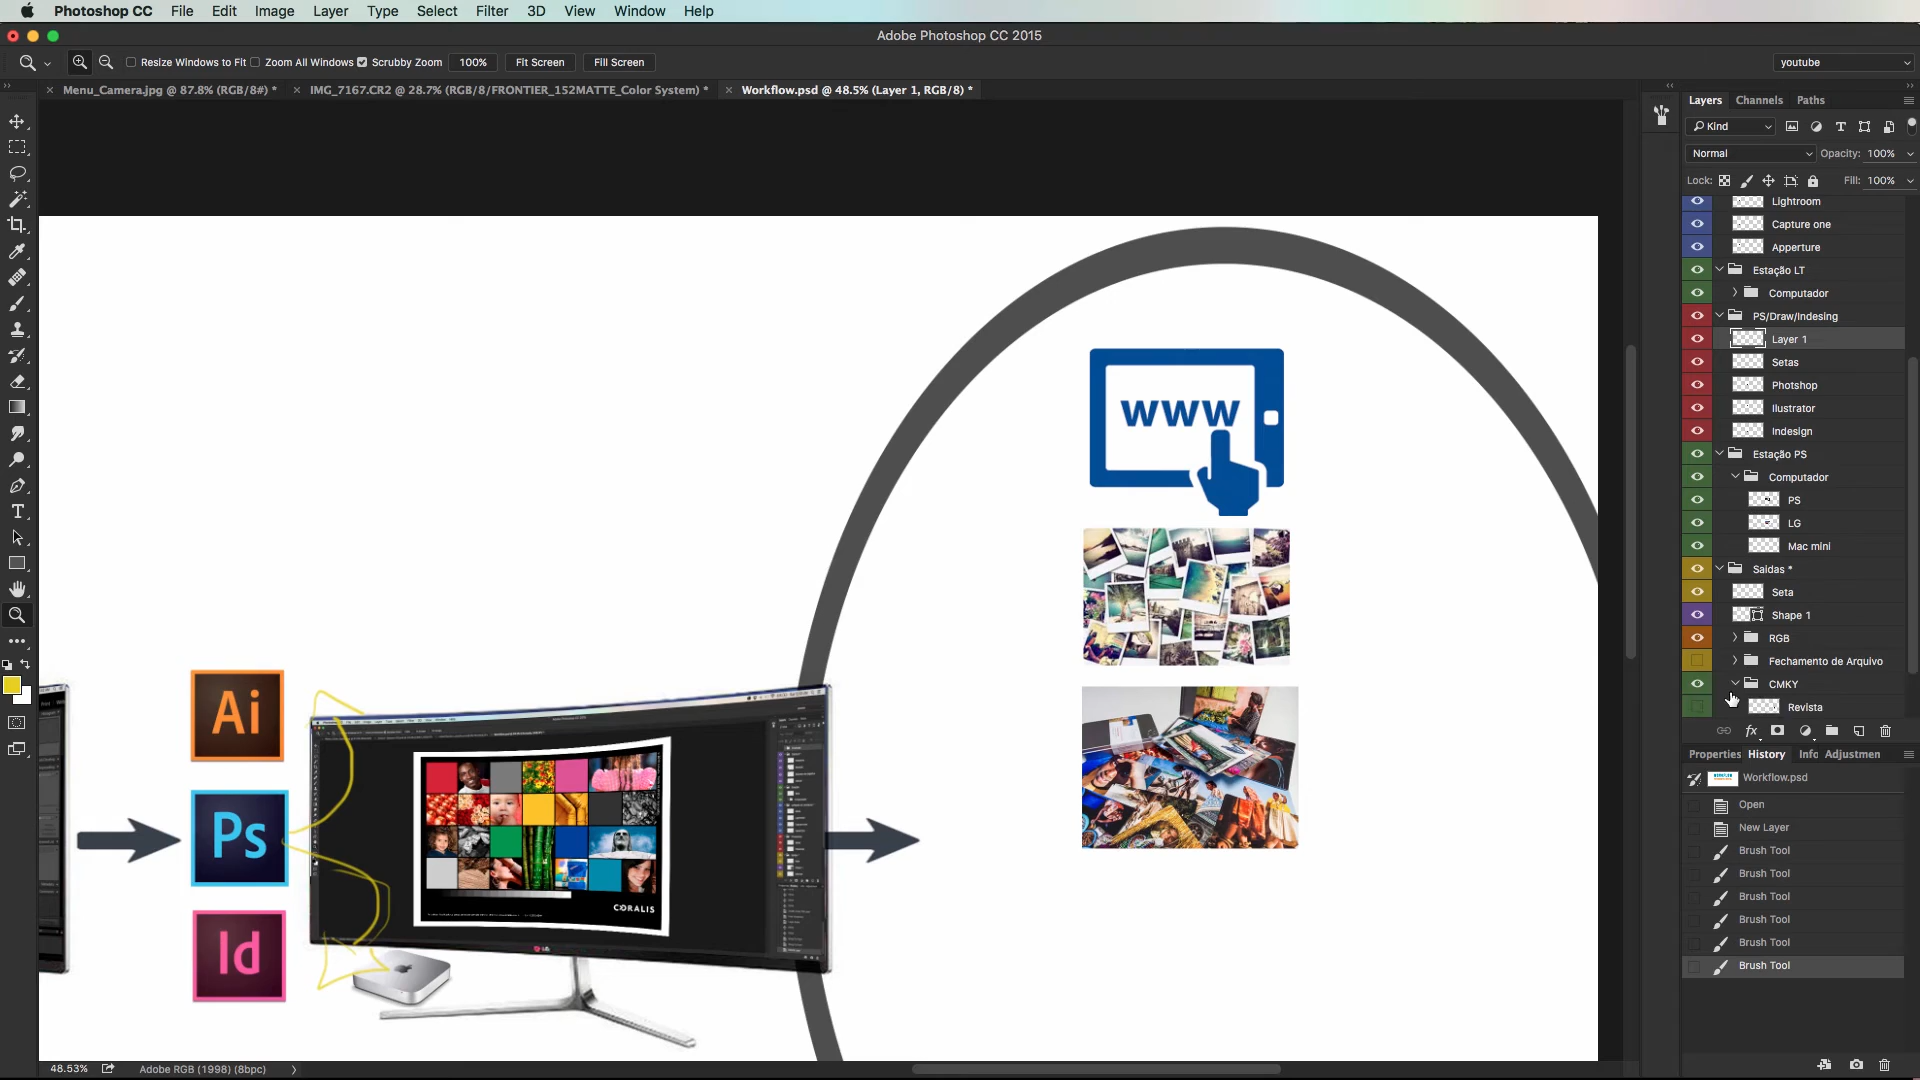 Photoshop CC File Edit Image Layer Type Select Filter 3D View Window Help
Adobe Photoshop CC 2015
Resize Windows to Fit Zoom All Windows Scrubby Zoom 100% Fit Screen Fill Screen youtube
Menu_Camera.jpg @ 87.8% (RGB/8#) * IMG_7167.CR2 @ 28.7% (RGB/8/FRONTIER_152MATTE_Color System) * Workflow.psd @ 48.5% (Layer 1, RGB/8) *
Layers Channels Paths
Kind
Normal Opacity: 100%
Lock: Fill: 100%
Lightroom
Capture one
Apperture
Estação LT
Computador
PS/Draw/Indesing
Layer 1
Setas
Photoshop
Ilustrator
Indesign
Estação PS
Computador
PS
LG
Mac mini
Saidas *
Seta
Shape 1
RGB
Fechamento de Arquivo
CMKY
Revista
fx
Properties History Info Adjustmen
Workflow.psd
Open
New Layer
Brush Tool
Brush Tool
Brush Tool
Brush Tool
Brush Tool
Brush Tool
www
Ai
Ps
Id
CORALIS
LG
48.53% Adobe RGB (1998) (8bpc)